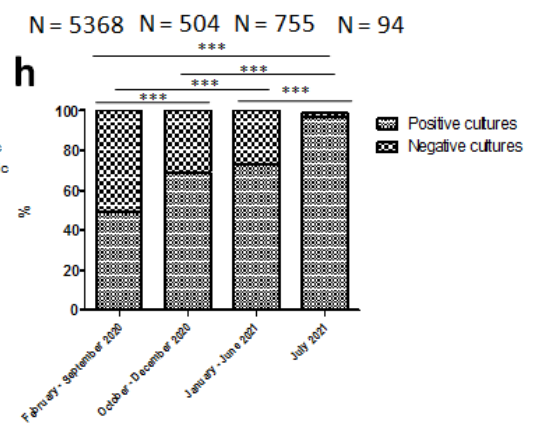 N = 5368 N = 504 N = 755 N = 94
***
h
***
***
***
***
100
80
60
40
20
0
%
Positive cultures
Negative cultures
February - September 2020
October - December 2020
January - June 2021
July 2021